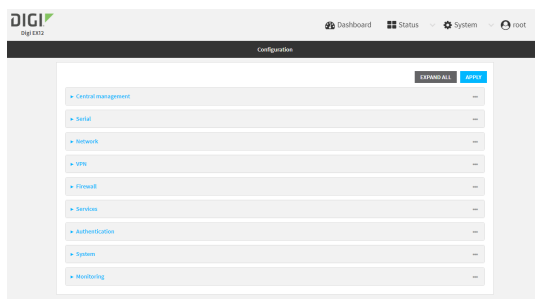 DIGI
Digi EX12
Dashboard
Status
System
root
Configuration
EXPAND ALL
APPLY
Central management
Serial
Network
VPN
Firewall
Services
Authentication
System
Monitoring